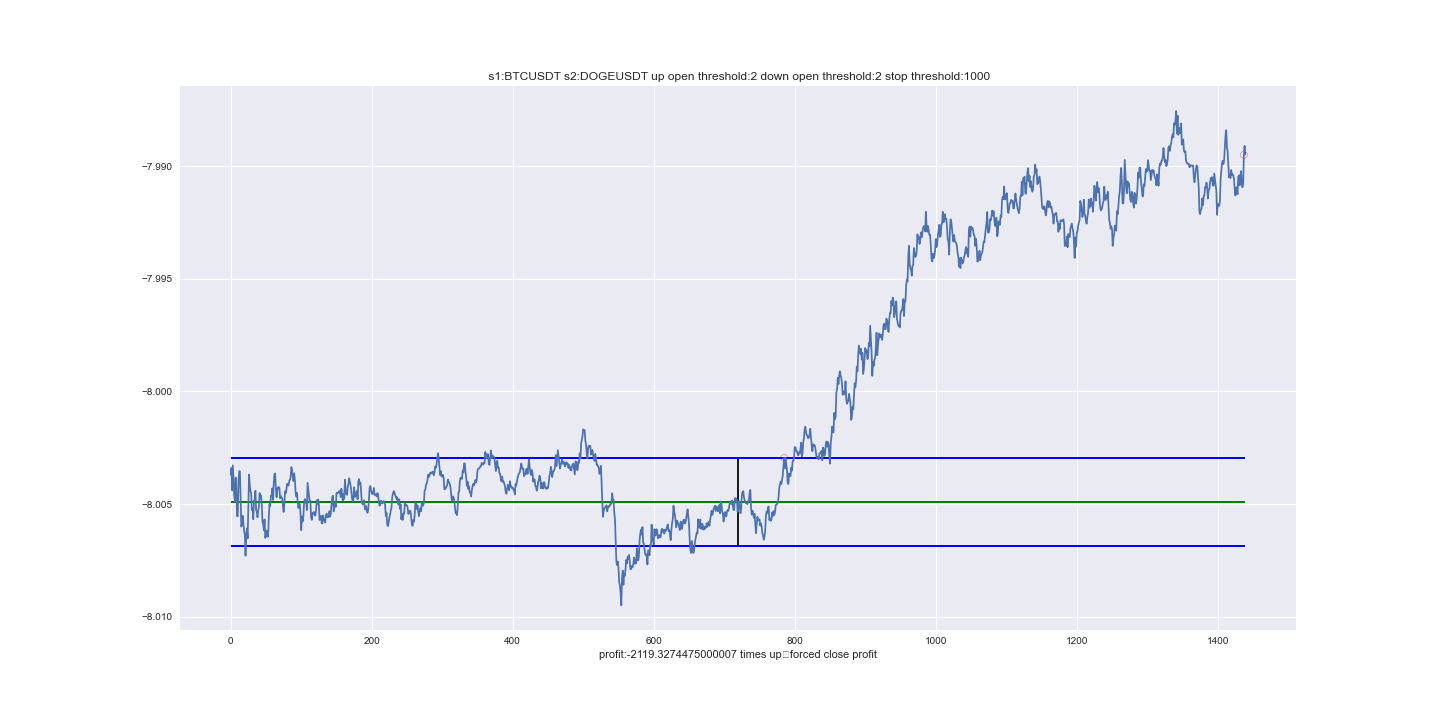 s1:BTCUSDT s2:DOGEUSDT up open threshold:2 down open threshold:2 stop threshold:1000
−7.990
−7.995
−8.000
−8.005
−8.010
0 200 400 600 800 1000 1200 1400
profit:-2119.3274475000007 times up□forced close profit